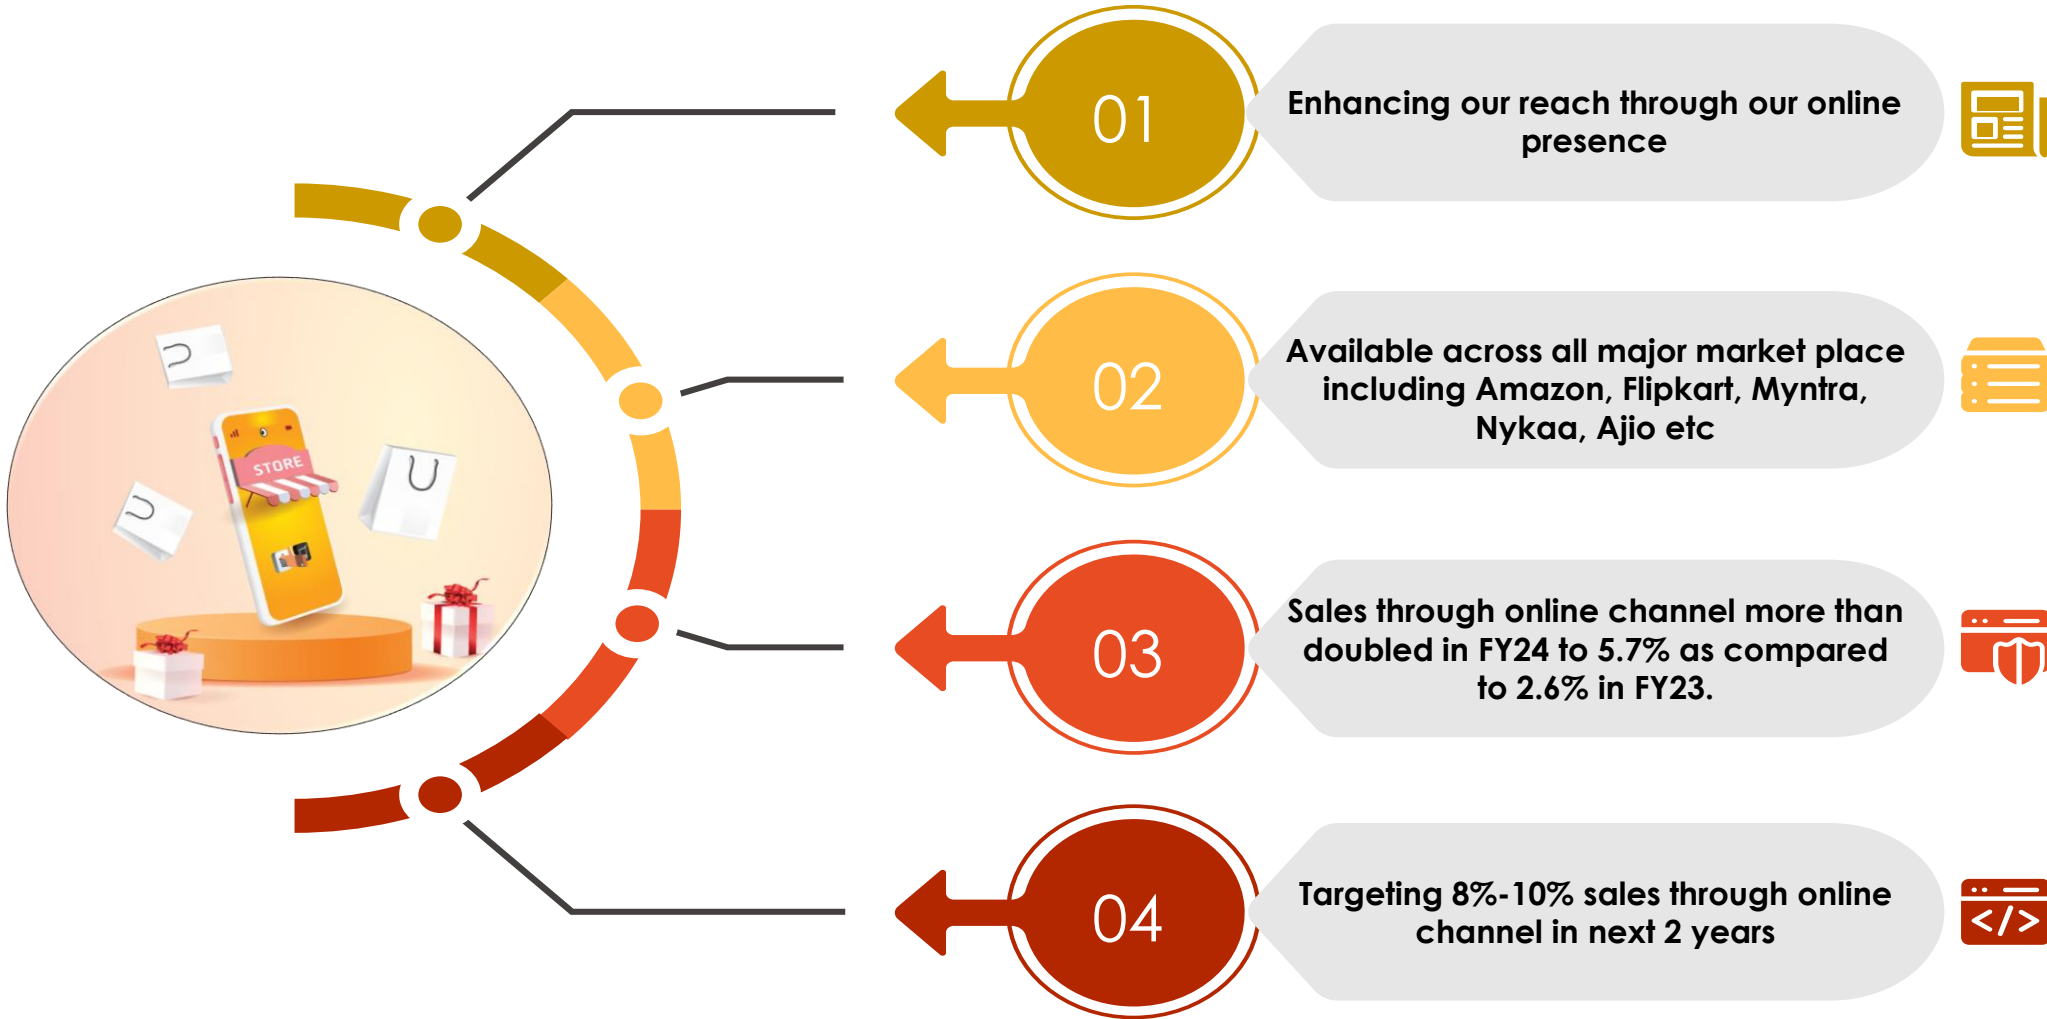 01
Enhancing our reach through our online
presence
02
Available across all major market place
including Amazon, Flipkart, Myntra,
Nykaa, Ajio etc
STORE
03
Sales through online channel more than
doubled in FY24 to 5.7% as compared
to 2.6% in FY23.
04
Targeting 8%-10% sales through online
channel in next 2 years
</>